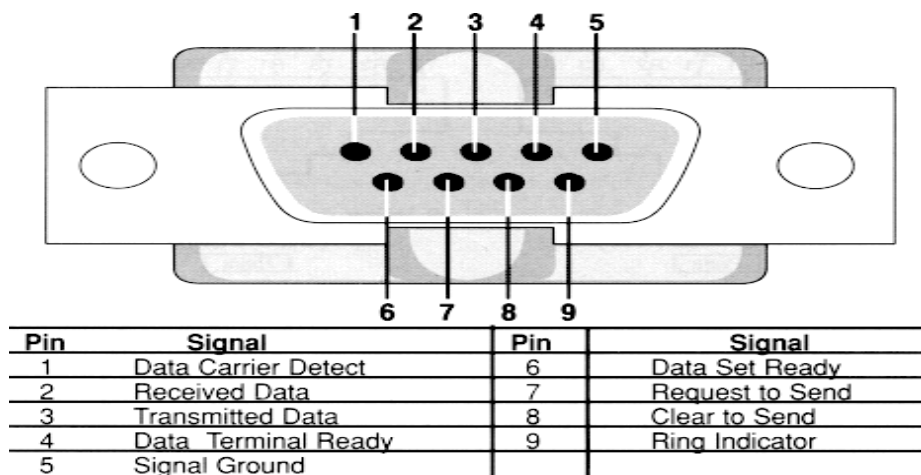 1 2 3 4 5
6 7 8 9
Pin Signal Pin Signal
1 Data Carrier Detect 6 Data Set Ready
2 Received Data 7 Request to Send
3 Transmitted Data 8 Clear to Send
4 Data Terminal Ready 9 Ring Indicator
5 Signal Ground